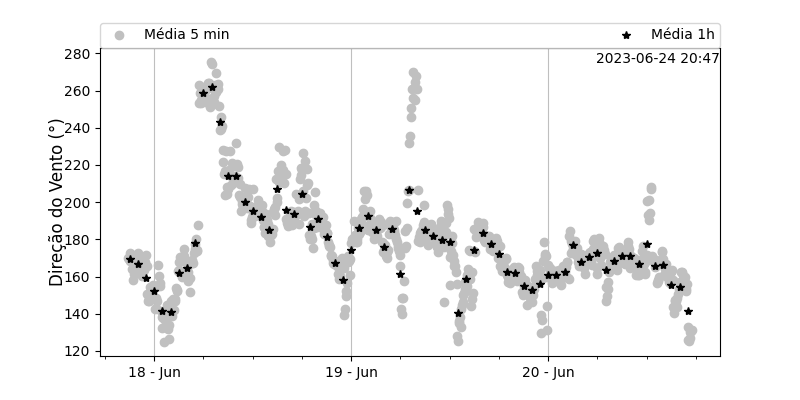 Média 5 min
Média 1h
2023-06-24 20:47
Direção do Vento (°)
280
260
240
220
200
180
160
140
120
18 - Jun
19 - Jun
20 - Jun